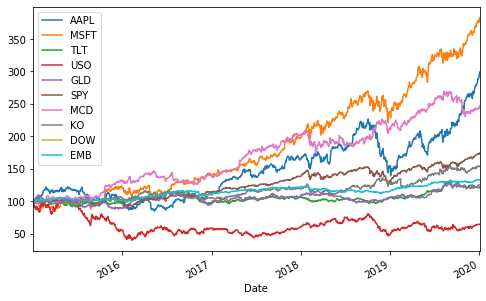 350
300
250
200
150
100
50
AAPL
MSFT
TLT
USO
GLD
SPY
MCD
KO
DOW
EMB
2016
2017
2018
2019
2020
Date